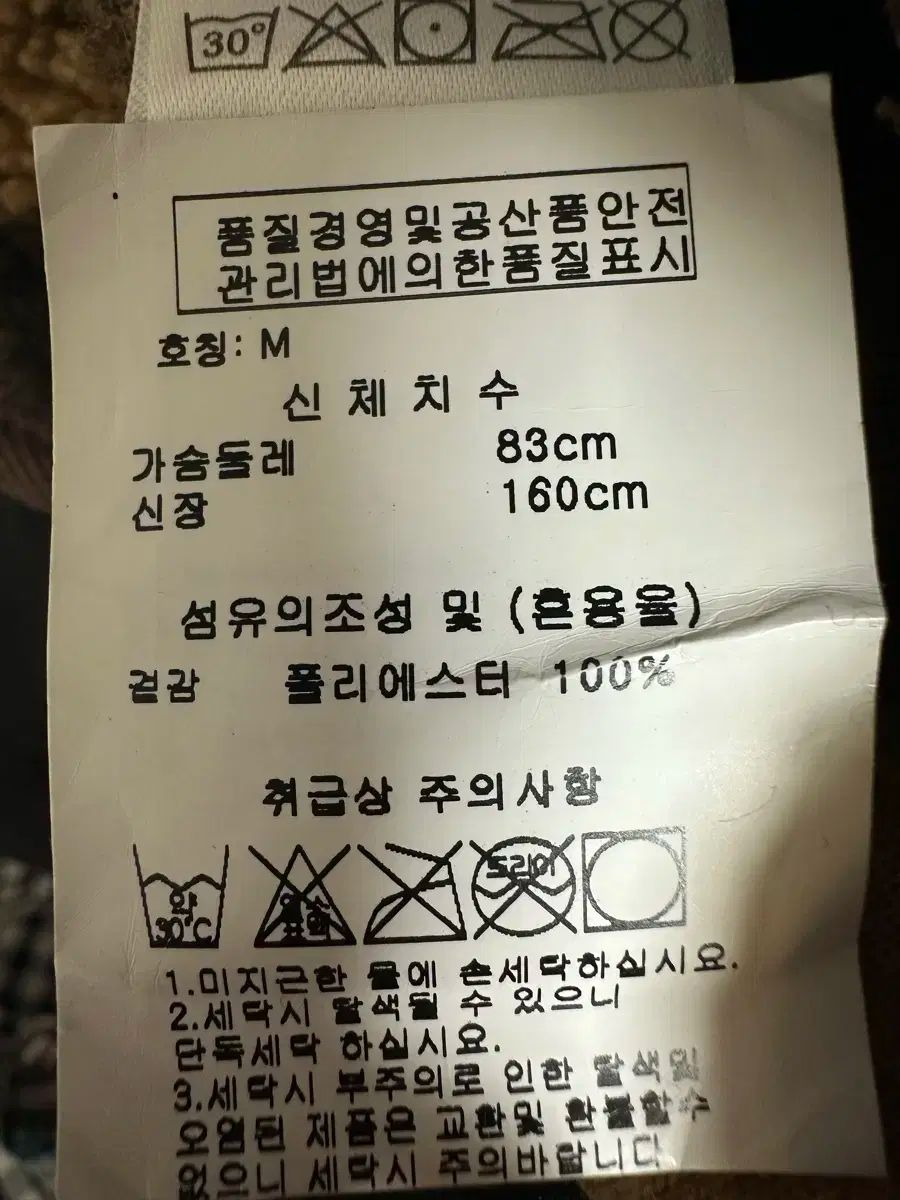 30°
품질경영및공산품안전
관리법에의한품질표시
호칭: M
신체치수
가슴둘레 83cm
신장 160cm
섬유의조성 및 (혼용율)
겉감 폴리에스터 100%
취급상 주의사항
약
30°C
염소
표백
드라이
1.미지근한 물에 손세탁하십시요.
2.세탁시 탈색될 수 있으니
단독세탁 하십시요.
3.세탁시 부주의로 인한 탈색및
오염된 제품은 교환및 환불할수
없으니 세탁시 주의바랍니다